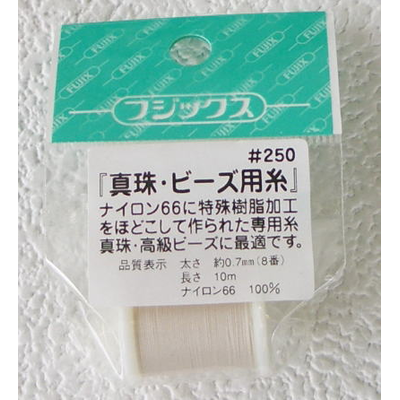 FUJIX FUJIX FUJIX
フジックス
#250
『真珠・ビーズ用糸』
ナイロン66に特殊樹脂加工
をほどこして作られた専用糸
真珠・高級ビーズに最適です。
品質表示 太さ 約0.7mm(8番)
長さ 10m
ナイロン66 100%